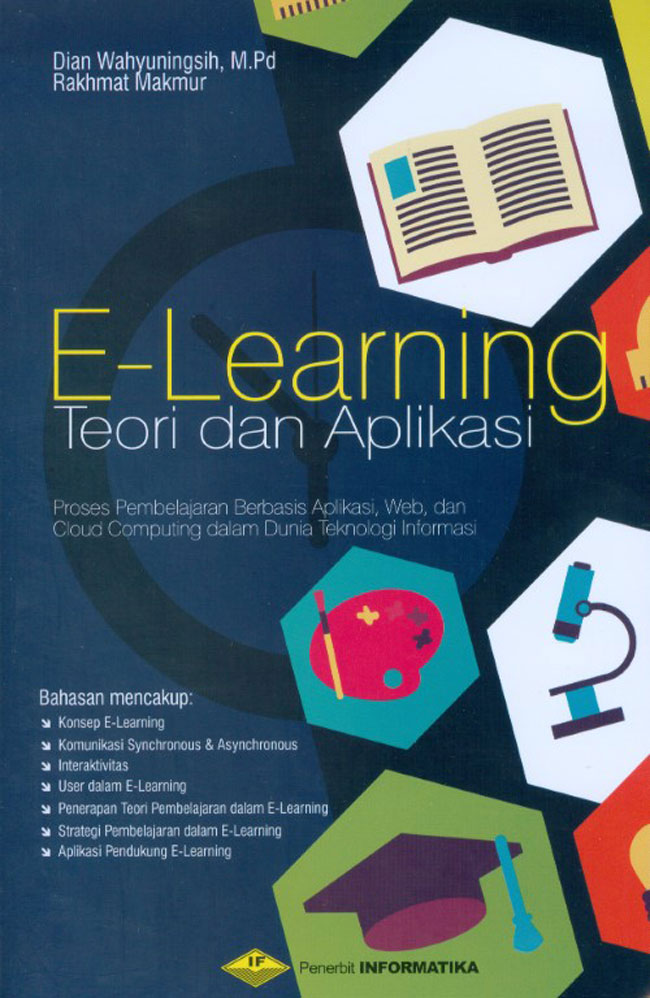 Dian Wahyuningsih, M.Pd
Rakhmat Makmur
E-Learning
Teori dan Aplikasi
Proses Pembelajaran Berbasis Aplikasi, Web, dan
Cloud Computing dalam Dunia Teknologi Informasi
Bahasan mencakup:
Konsep E-Learning
Komunikasi Synchronous & Asynchronous
Interaktivitas
User dalam E-Learning
Penerapan Teori Pembelajaran dalam E-Learning
Strategi Pembelajaran dalam E-Learning
Aplikasi Pendukung E-Learning
IF
Penerbit INFORMATIKA